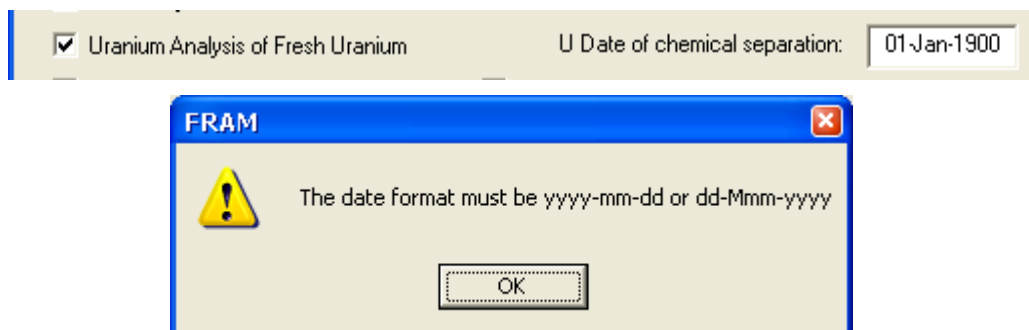 Uranium Analysis of Fresh Uranium U Date of chemical separation: 01-Jan-1900
FRAM
The date format must be yyyy-mm-dd or dd-Mmm-yyyy
OK